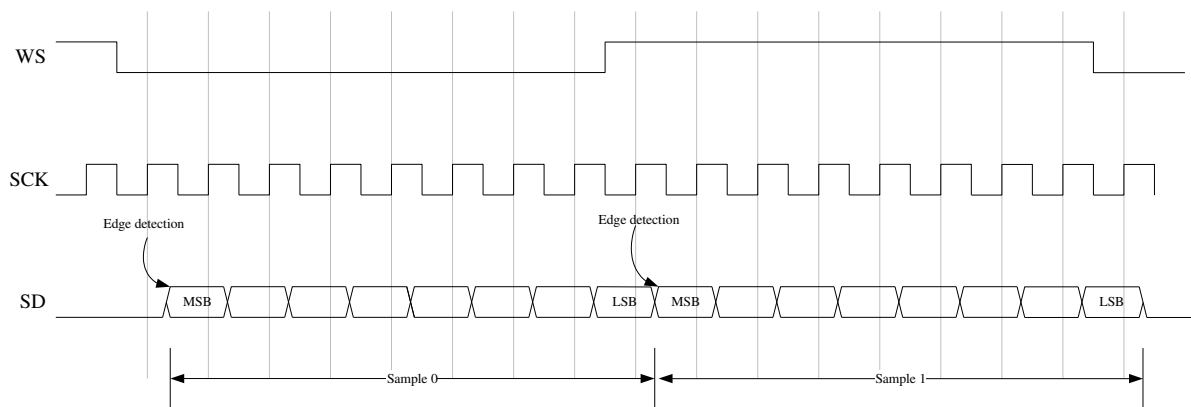 WS
SCK
Edge detection
Edge detection
SD
MSB
LSB
MSB
LSB
Sample 0
Sample 1